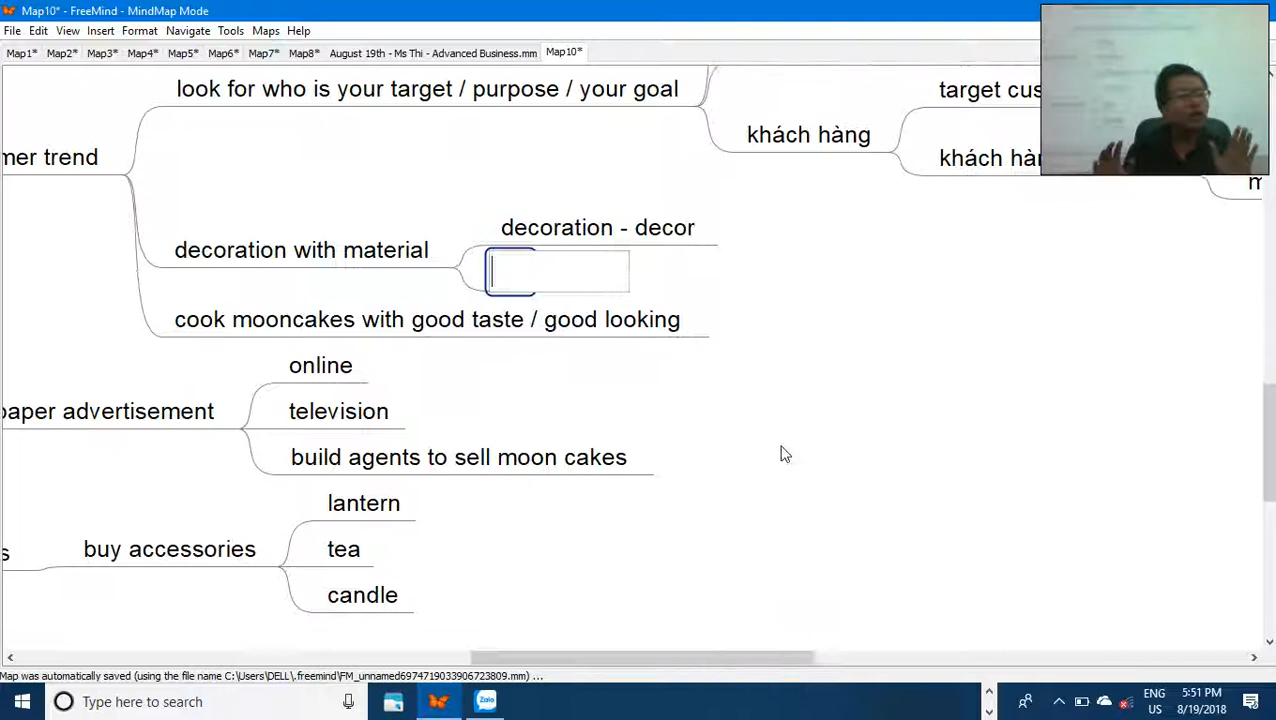 Map10* - FreeMind - MindMap Mode
File Edit View Insert Format Navigate Tools Maps Help
Map1* Map2* Map3* Map4* Map5* Map6* Map7* Map8* August 19th - Ms Thi - Advanced Business.mm Map10*
look for who is your target / purpose / your goal
target cus
khách hàng
mer trend
khách hàn
m
decoration - decor
decoration with material
cook mooncakes with good taste / good looking
online
paper advertisement
television
build agents to sell moon cakes
lantern
s
buy accessories
tea
candle
Map was automatically saved (using the file name C:\Users\DELL\.freemind\FM_unnamed6974719033906723809.mm) ...
Type here to search
Zalo
ENG
US
5:51 PM
8/19/2018